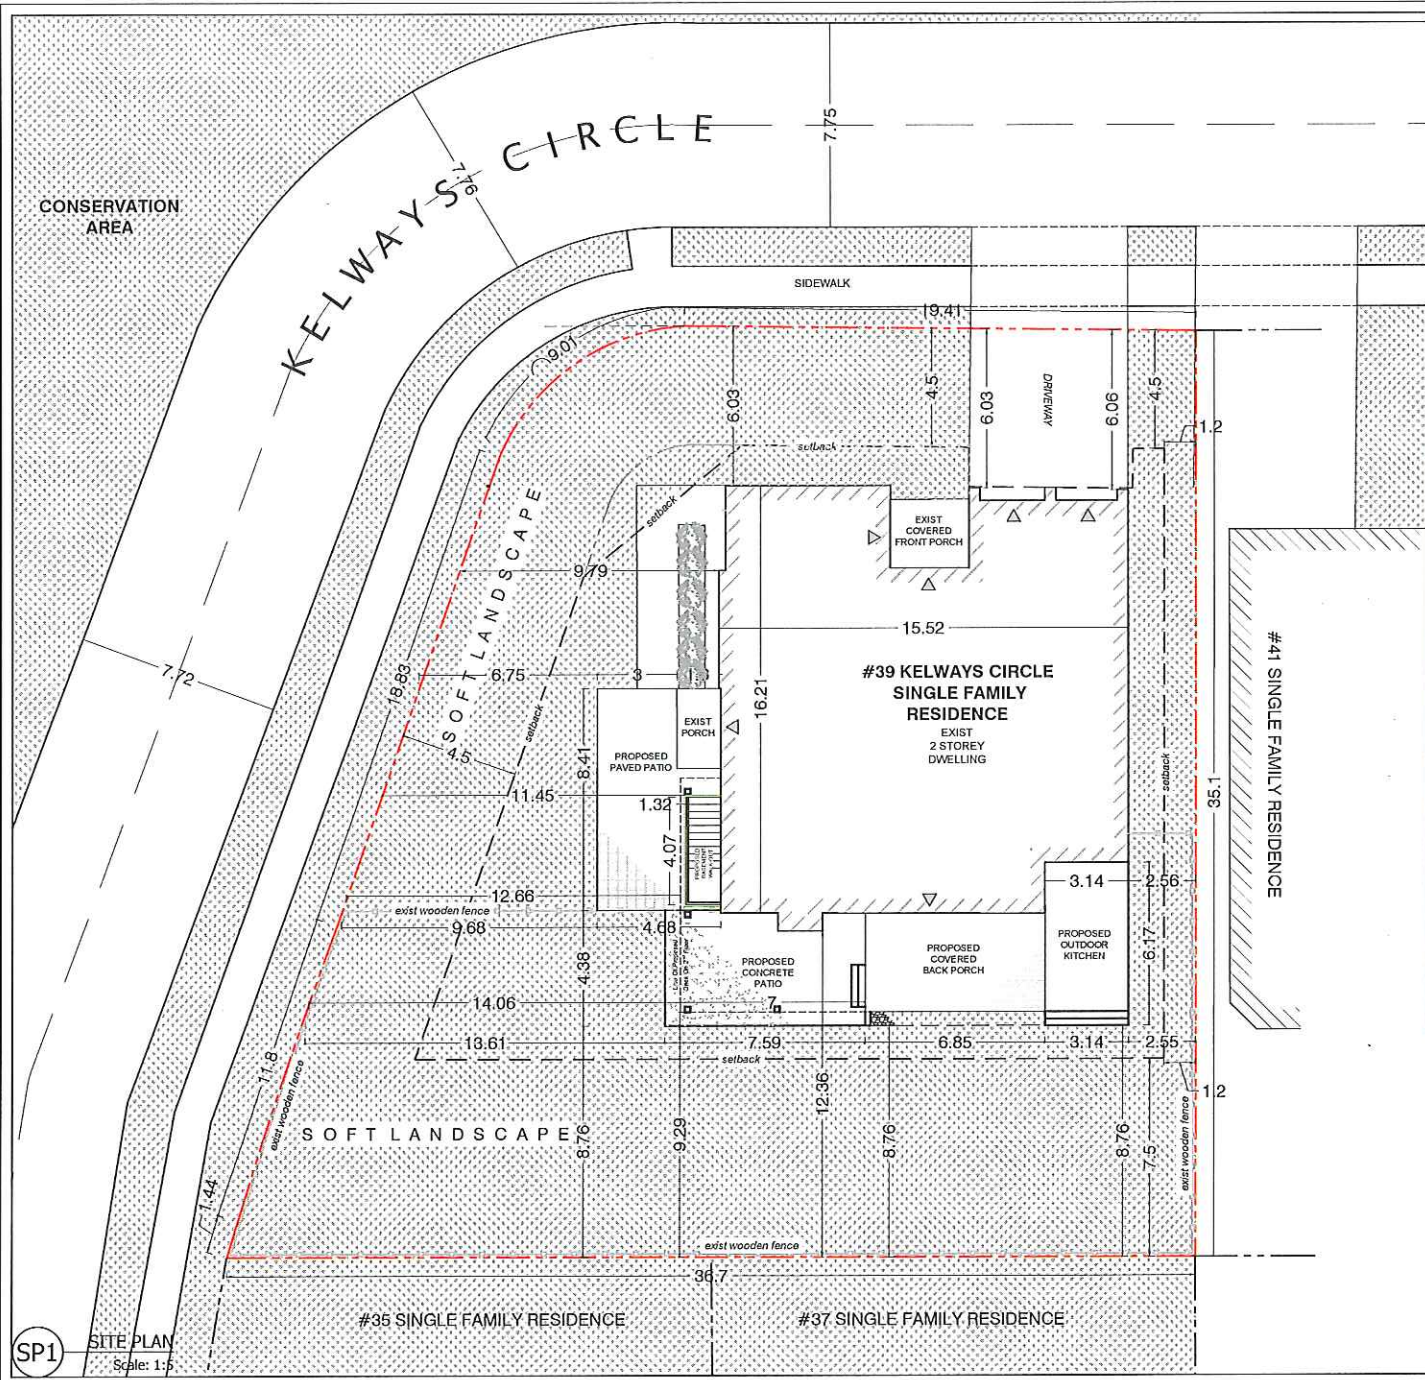 KELWAYS CIRCLE
7.75
7.76
CONSERVATION
AREA
SIDEWALK
19.41
9.01
6.03
4.5
6.03
DRIVEWAY
6.06
4.5
1.2
setback
setback
SOFT LANDSCAPE
EXIST
COVERED
FRONT PORCH
9.79
15.52
#39 KELWAYS CIRCLE
SINGLE FAMILY
RESIDENCE
EXIST
2 STOREY
DWELLING
#41 SINGLE FAMILY RESIDENCE
7.72
18.83
6.75
3
16.21
setback
4.5
EXIST
PORCH
PROPOSED
PAVED PATIO
8.41
setback
35.1
11.45
1.32
4.07
PROPOSED
BASEMENT
WALK-OUT
12.66
exist wooden fence
9.68
4.68
3.14
2.56
PROPOSED
OUTDOOR
KITCHEN
6.17
PROPOSED
COVERED
BACK PORCH
PROPOSED
CONCRETE
PATIO
4.38
14.06
7
13.61
7.59
6.85
3.14
2.55
setback
11.8
exist wooden fence
12.36
1.2
SOFT LANDSCAPE
8.76
9.29
8.76
8.76
7.5
exist wooden fence
1.44
exist wooden fence
36.7
#35 SINGLE FAMILY RESIDENCE
#37 SINGLE FAMILY RESIDENCE
SP1
SITE PLAN
Scale: 1:5